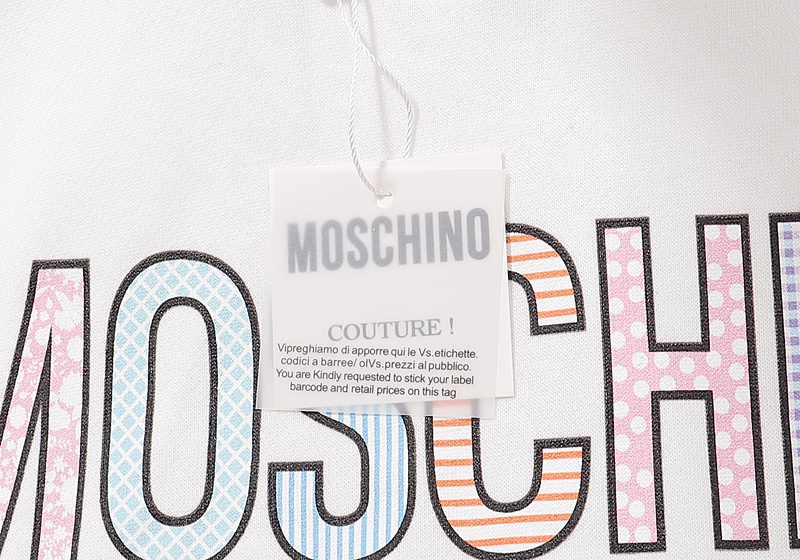 MOSCHINO
COUTURE !
Vipreghiamo di apporre qui le Vs.etichette.
codici a barree/ olVs.prezzi al pubblico.
You are Kindly requested to stick your label
barcode and retail prices on this tag
MOSCHI